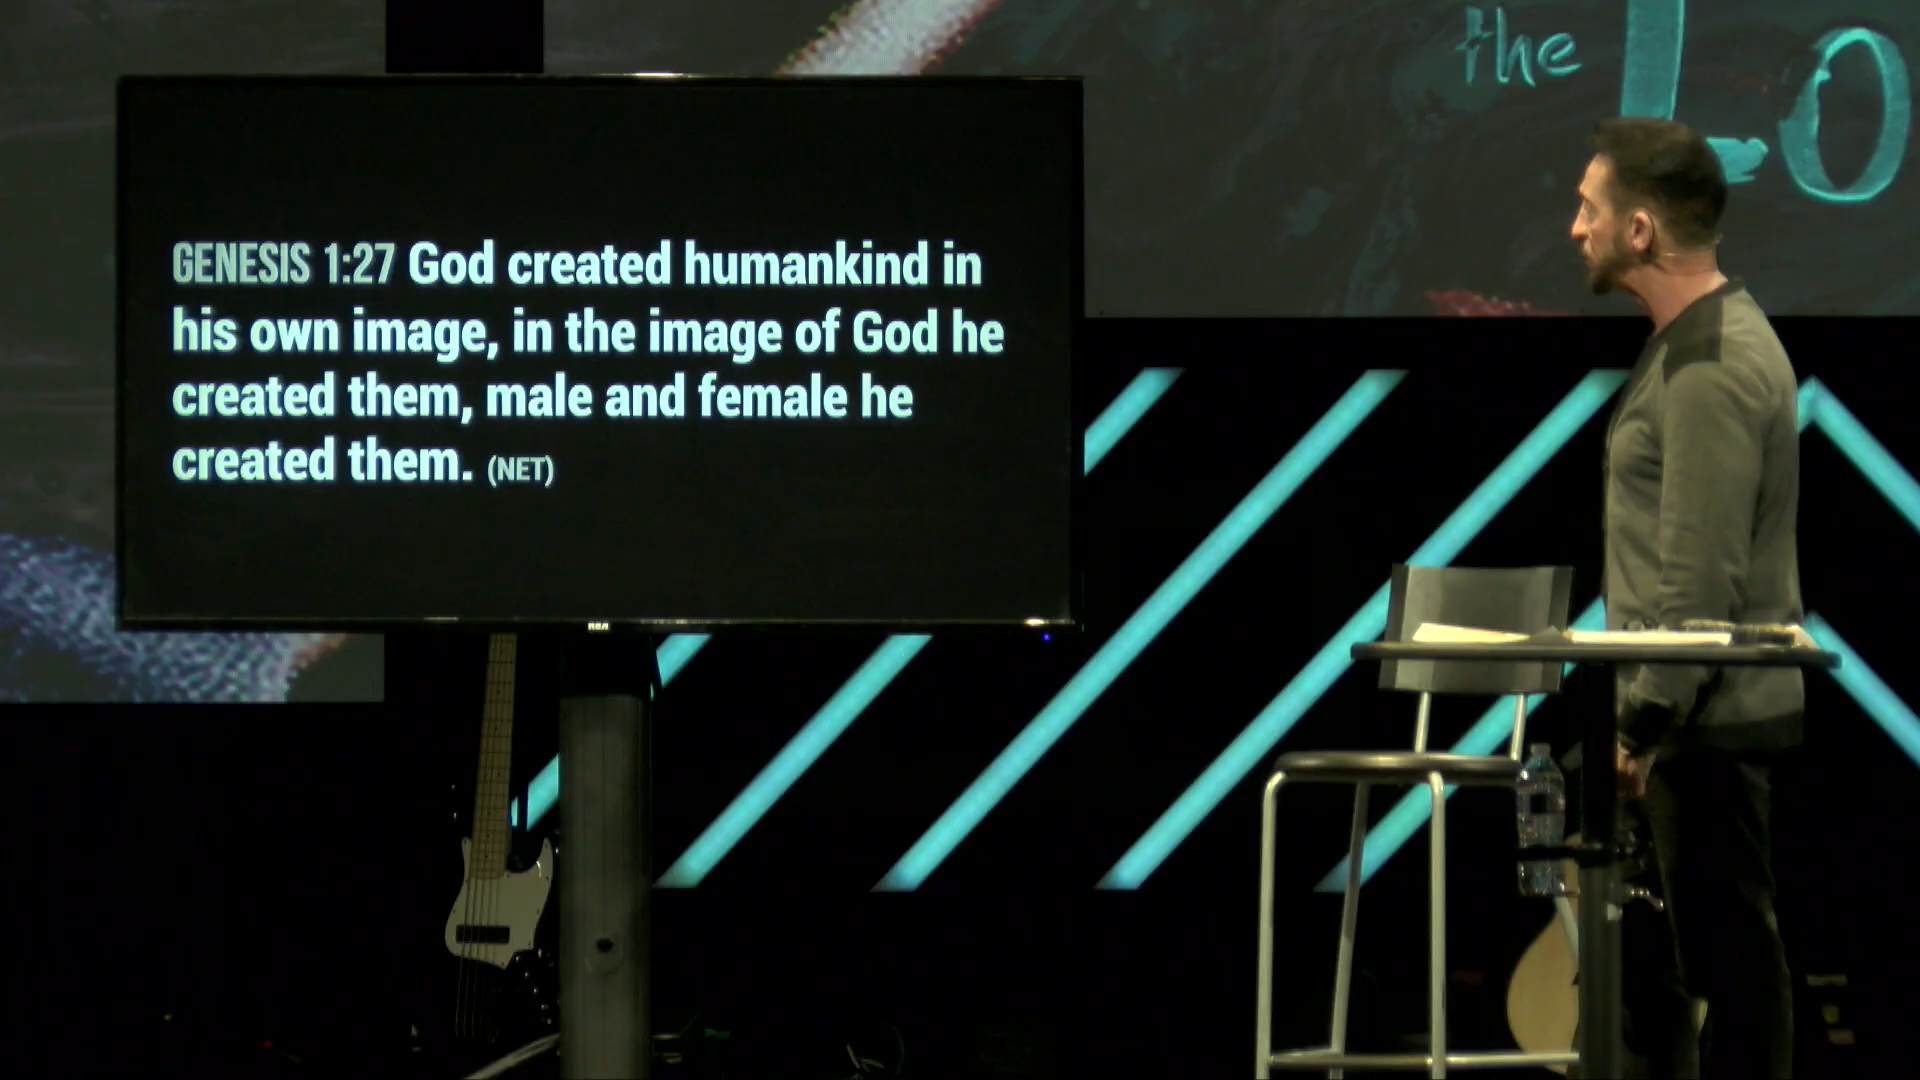 the
Lo
GENESIS 1:27 God created humankind in
his own image, in the image of God he
created them, male and female he
created them. (NET)
RCA